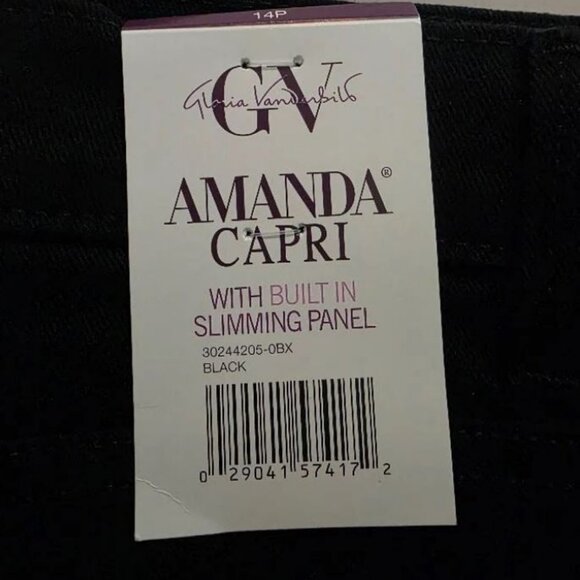 14P
GV
Gloria Vanderbilt
AMANDA®
CAPRI
WITH BUILT IN
SLIMMING PANEL
30244205-0BX
BLACK
0 29041 57417 2